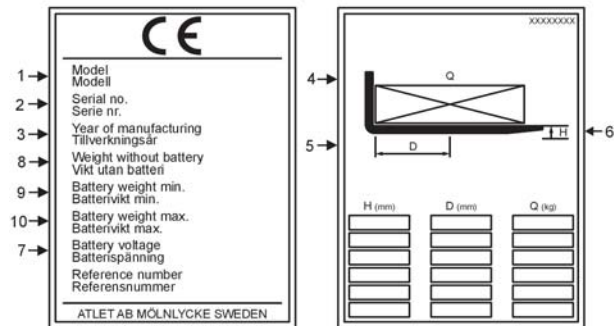 CE
1
Model
Modell
2
Serial no.
Serie nr.
3
Year of manufacturing
Tillverkningsår
8
Weight without battery
Vikt utan batteri
9
Battery weight min.
Batterivikt min.
10
Battery weight max.
Batterivikt max.
7
Battery voltage
Batterispänning
Reference number
Referensnummer
ATLET AB MÖLNLYCKE SWEDEN
XXXXXXXX
4
Q
H
5
6
D
H (mm) D (mm) Q (kg)